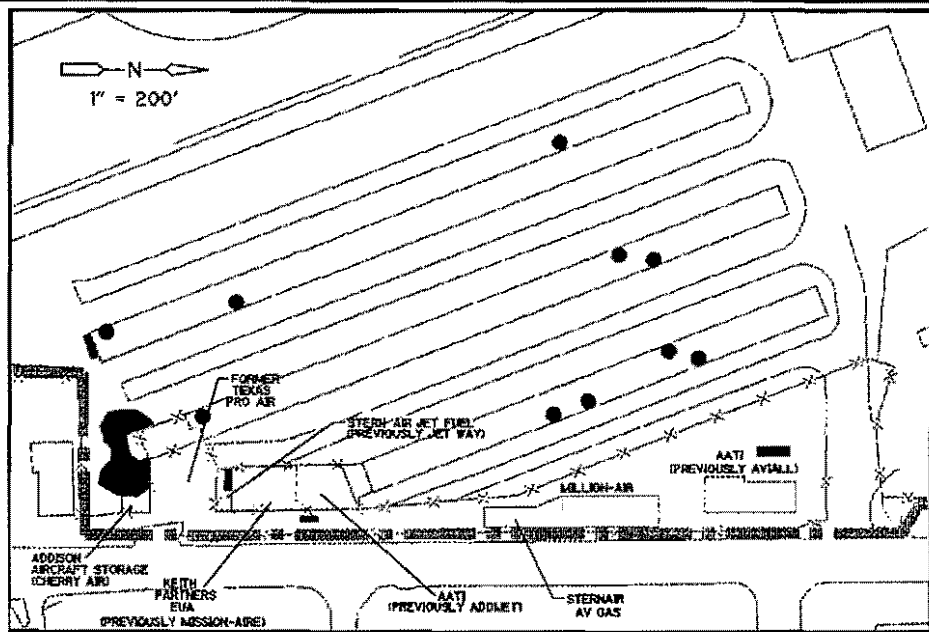 N
1" = 200'
FORMER
TEXAS
PRO AIR
STERN-AIR JET FUEL
(PREVIOUSLY JET WAY)
AATI
(PREVIOUSLY AVIALL)
MILLION-AIR
ADDISON
AIRCRAFT STORAGE
(CHERRY AIR)
KEITH
PARTNERS
EUA
(PREVIOUSLY MISSION-AIRE)
AATI
(PREVIOUSLY ADDJET)
STERNAIR
AV GAS